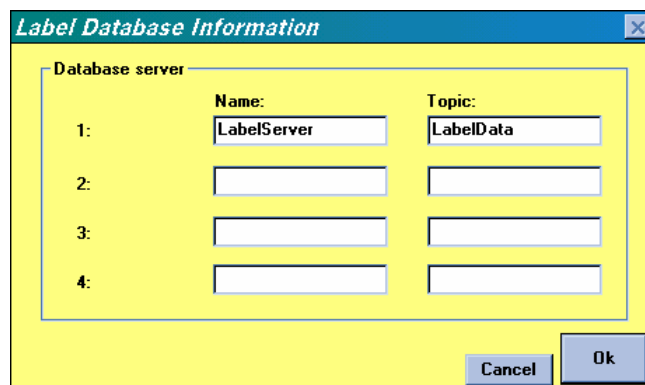 Label Database Information
Database server
Name: Topic:
1: LabelServer LabelData
2:
3:
4:
Cancel Ok